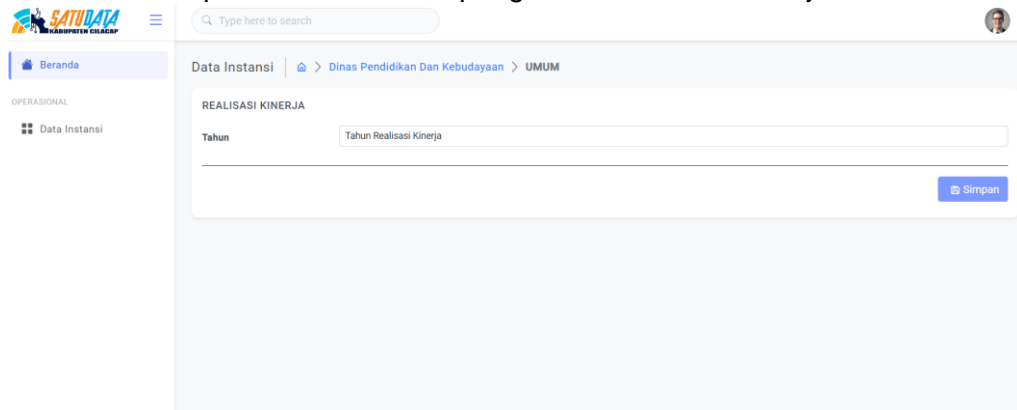 SATUDATA
KABUPATEN CILACAP
Type here to search
Beranda
OPERASIONAL
Data Instansi
Data Instansi > Dinas Pendidikan Dan Kebudayaan > UMUM
REALISASI KINERJA
Tahun Tahun Realisasi Kinerja
Simpan